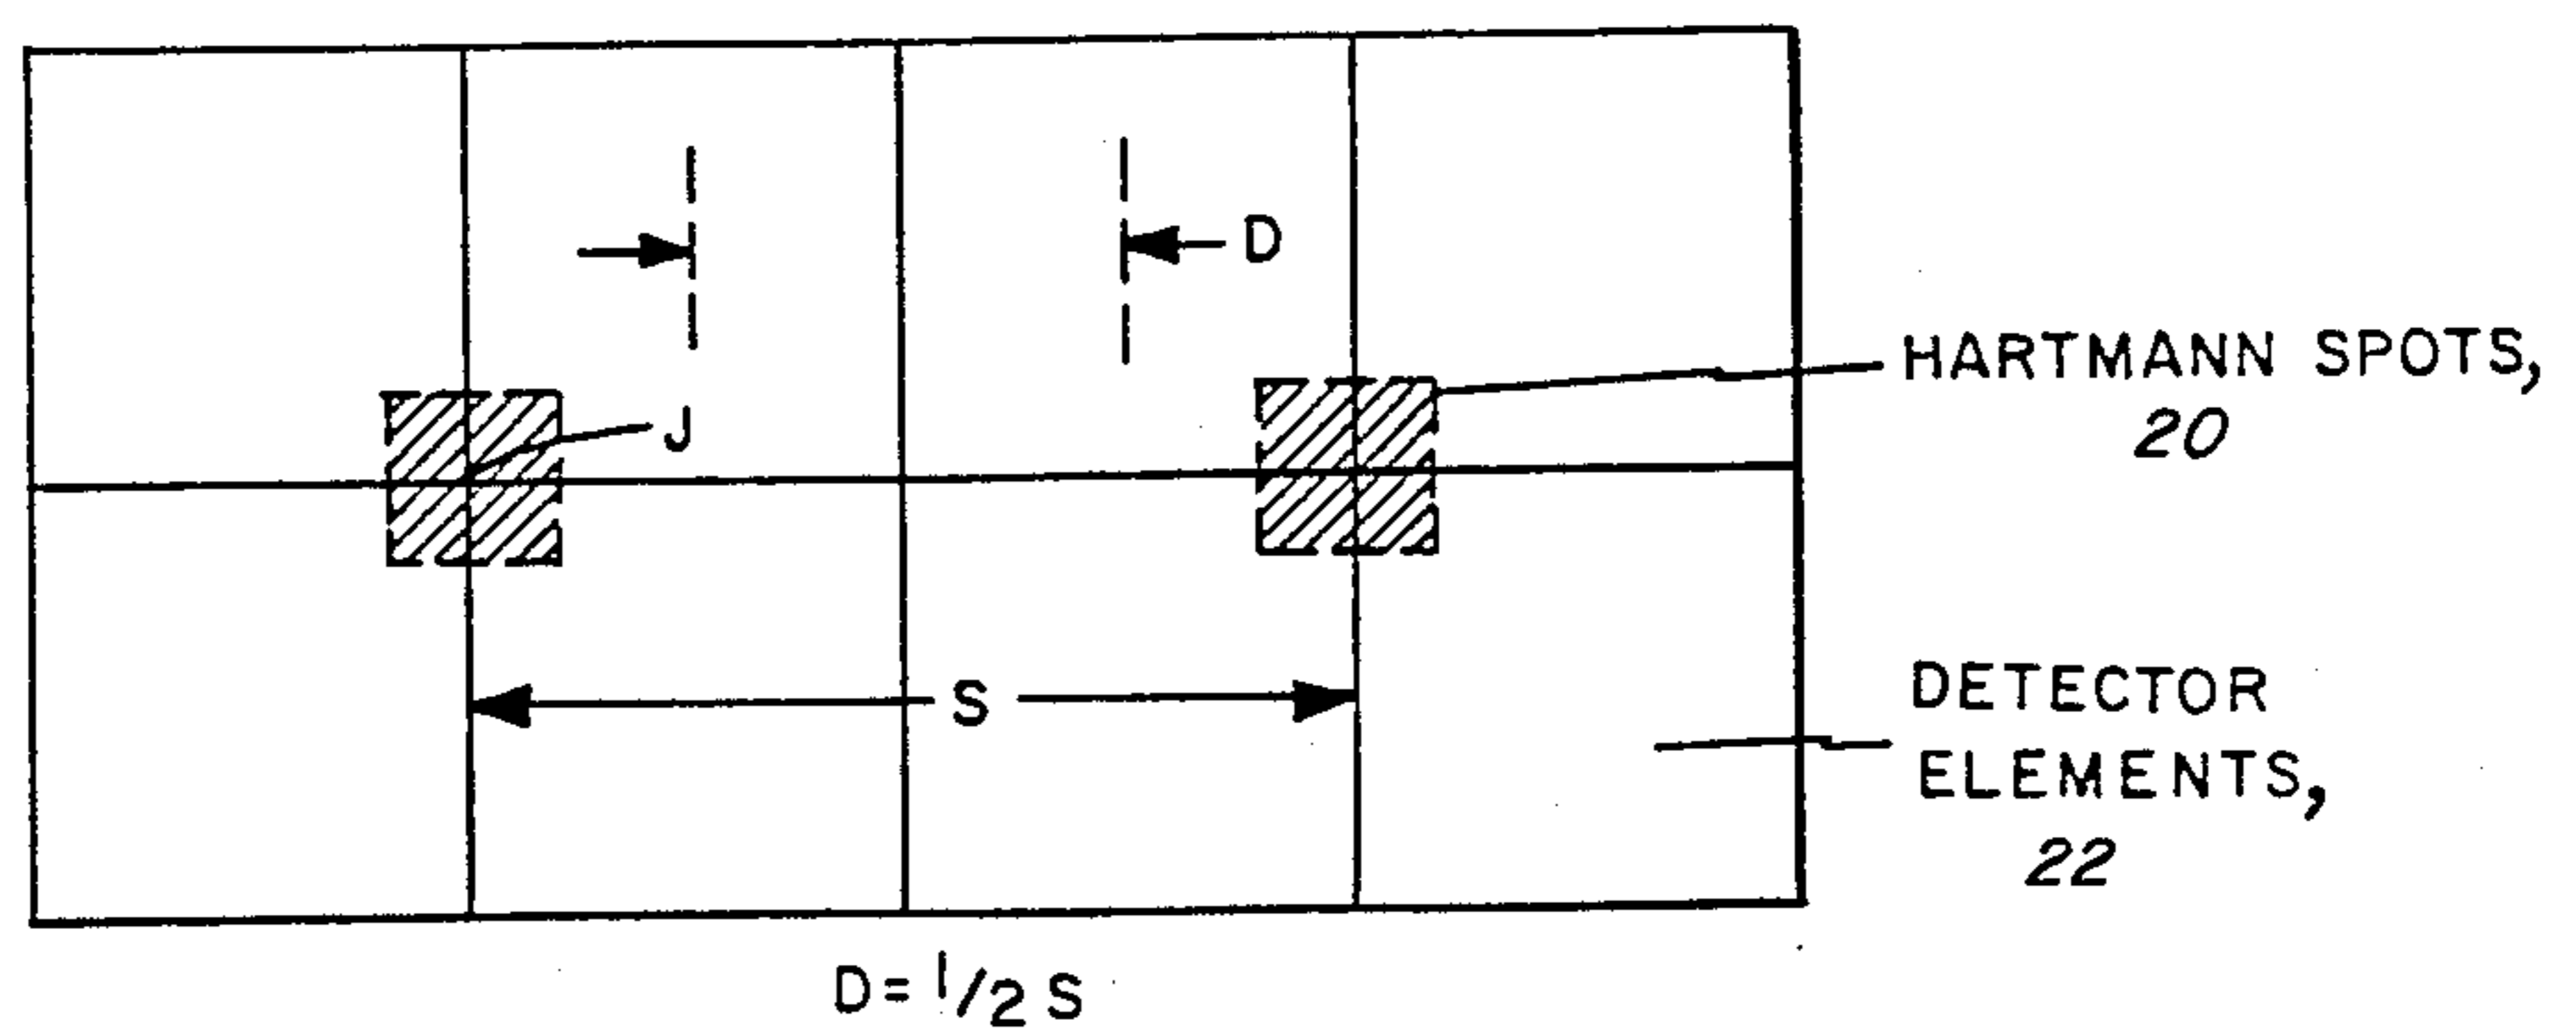 D
HARTMANN SPOTS,
20
J
S
DETECTOR
ELEMENTS,
22
D = 1/2 S